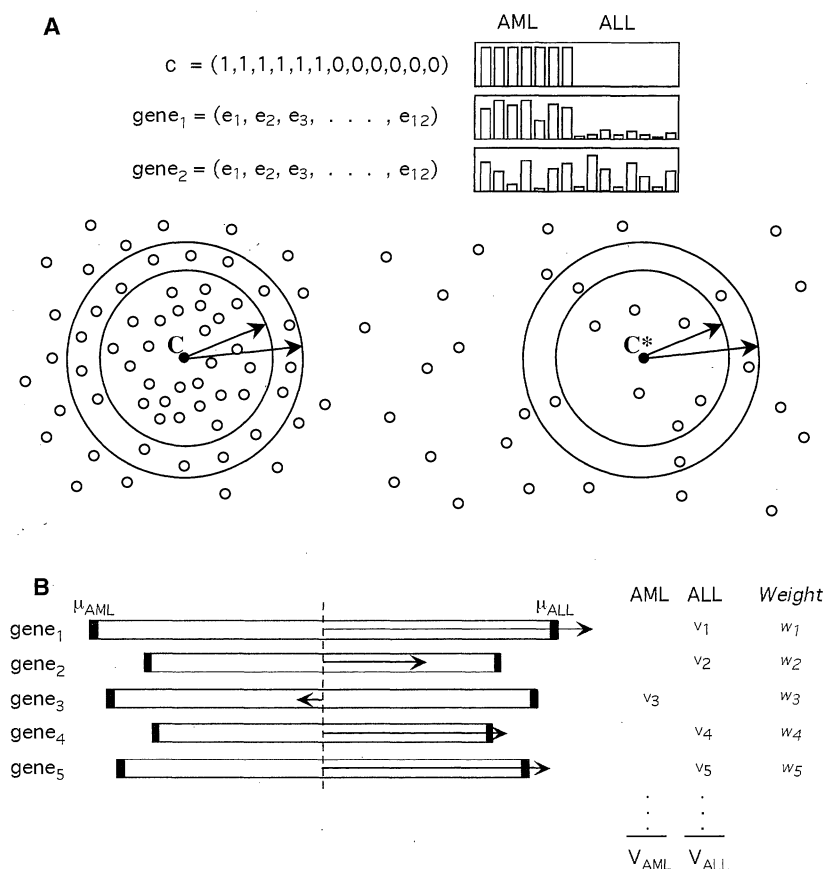 A
AML ALL
c = (1,1,1,1,1,1,0,0,0,0,0,0)
gene₁ = (e₁, e₂, e₃, . . . . , e₁₂)
gene₂ = (e₁, e₂, e₃, . . . . , e₁₂)
C C*
B
μAML μALL AML ALL Weight
gene₁ v₁ w₁
gene₂ v₂ w₂
gene₃ v₃ w₃
gene₄ v₄ w₄
gene₅ v₅ w₅
VAML VALL